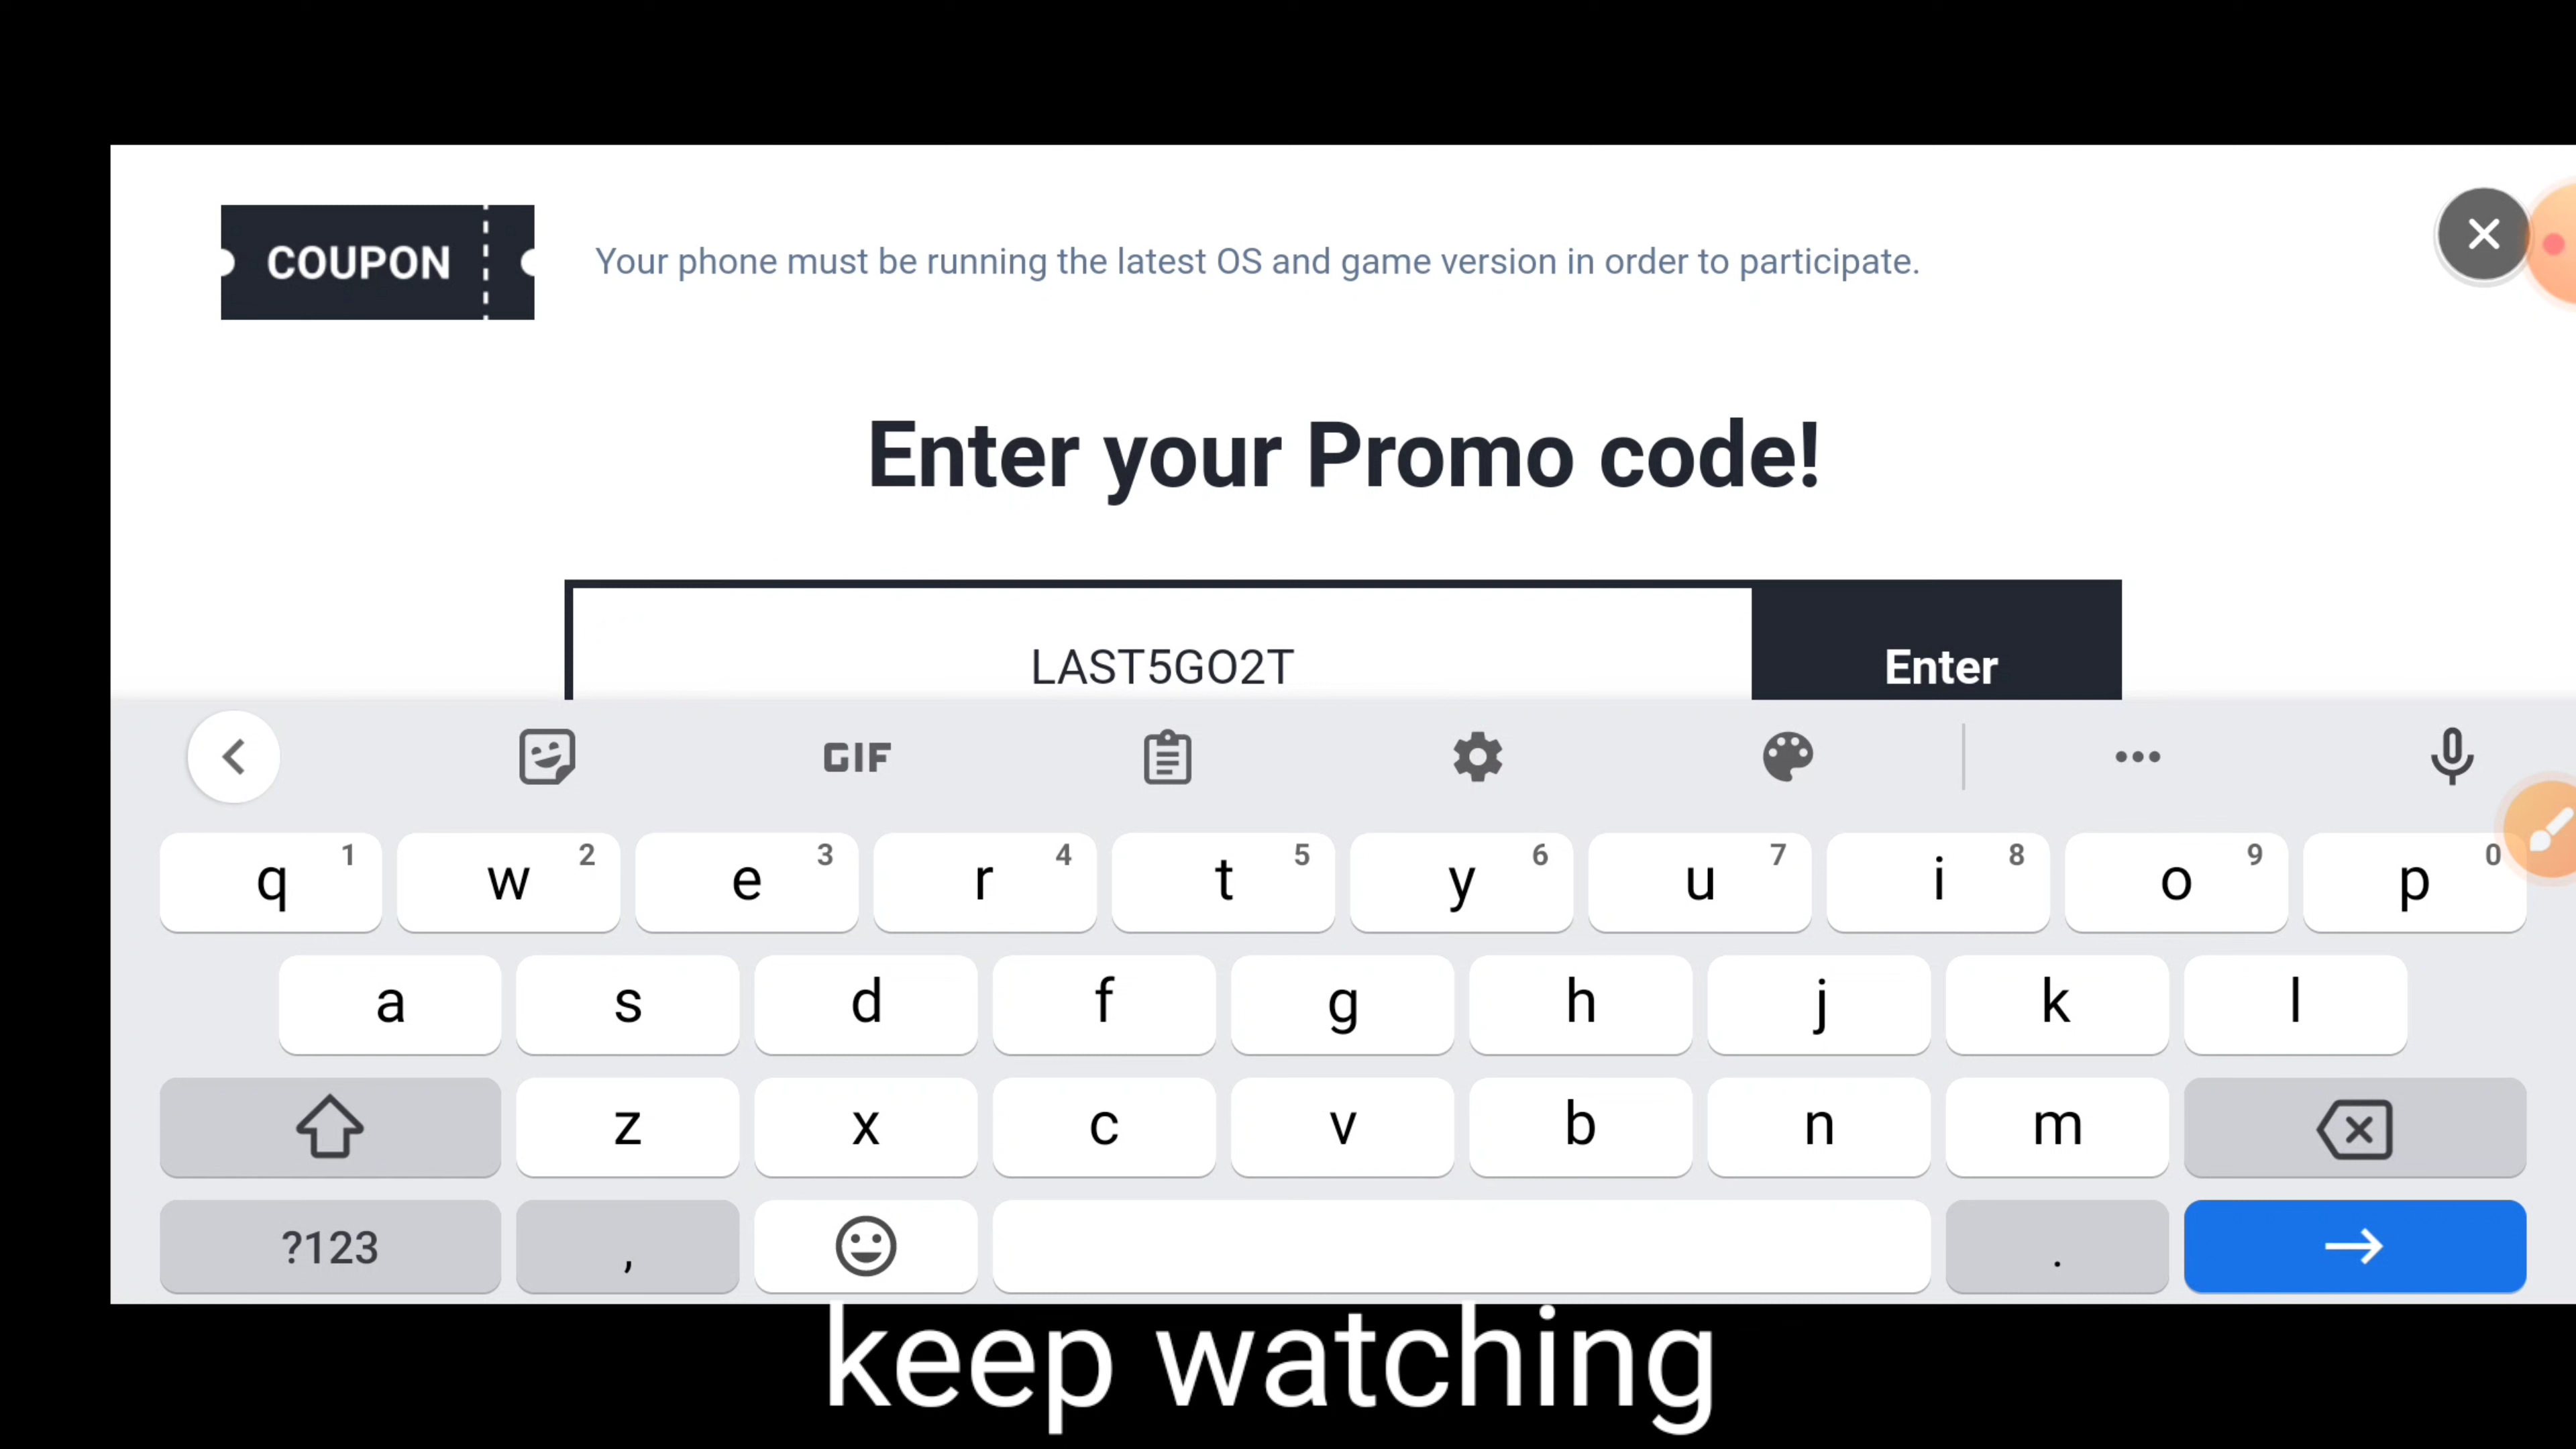 COUPON
Your phone must be running the latest OS and game version in order to participate.
Enter your Promo code!
LAST5GO2T Enter
GIF
q 1 w 2 e 3 r 4 t 5 y 6 u 7 i 8 o 9 p 0
a s d f g h j k l
z x c v b n m
?123 , .
keep watching